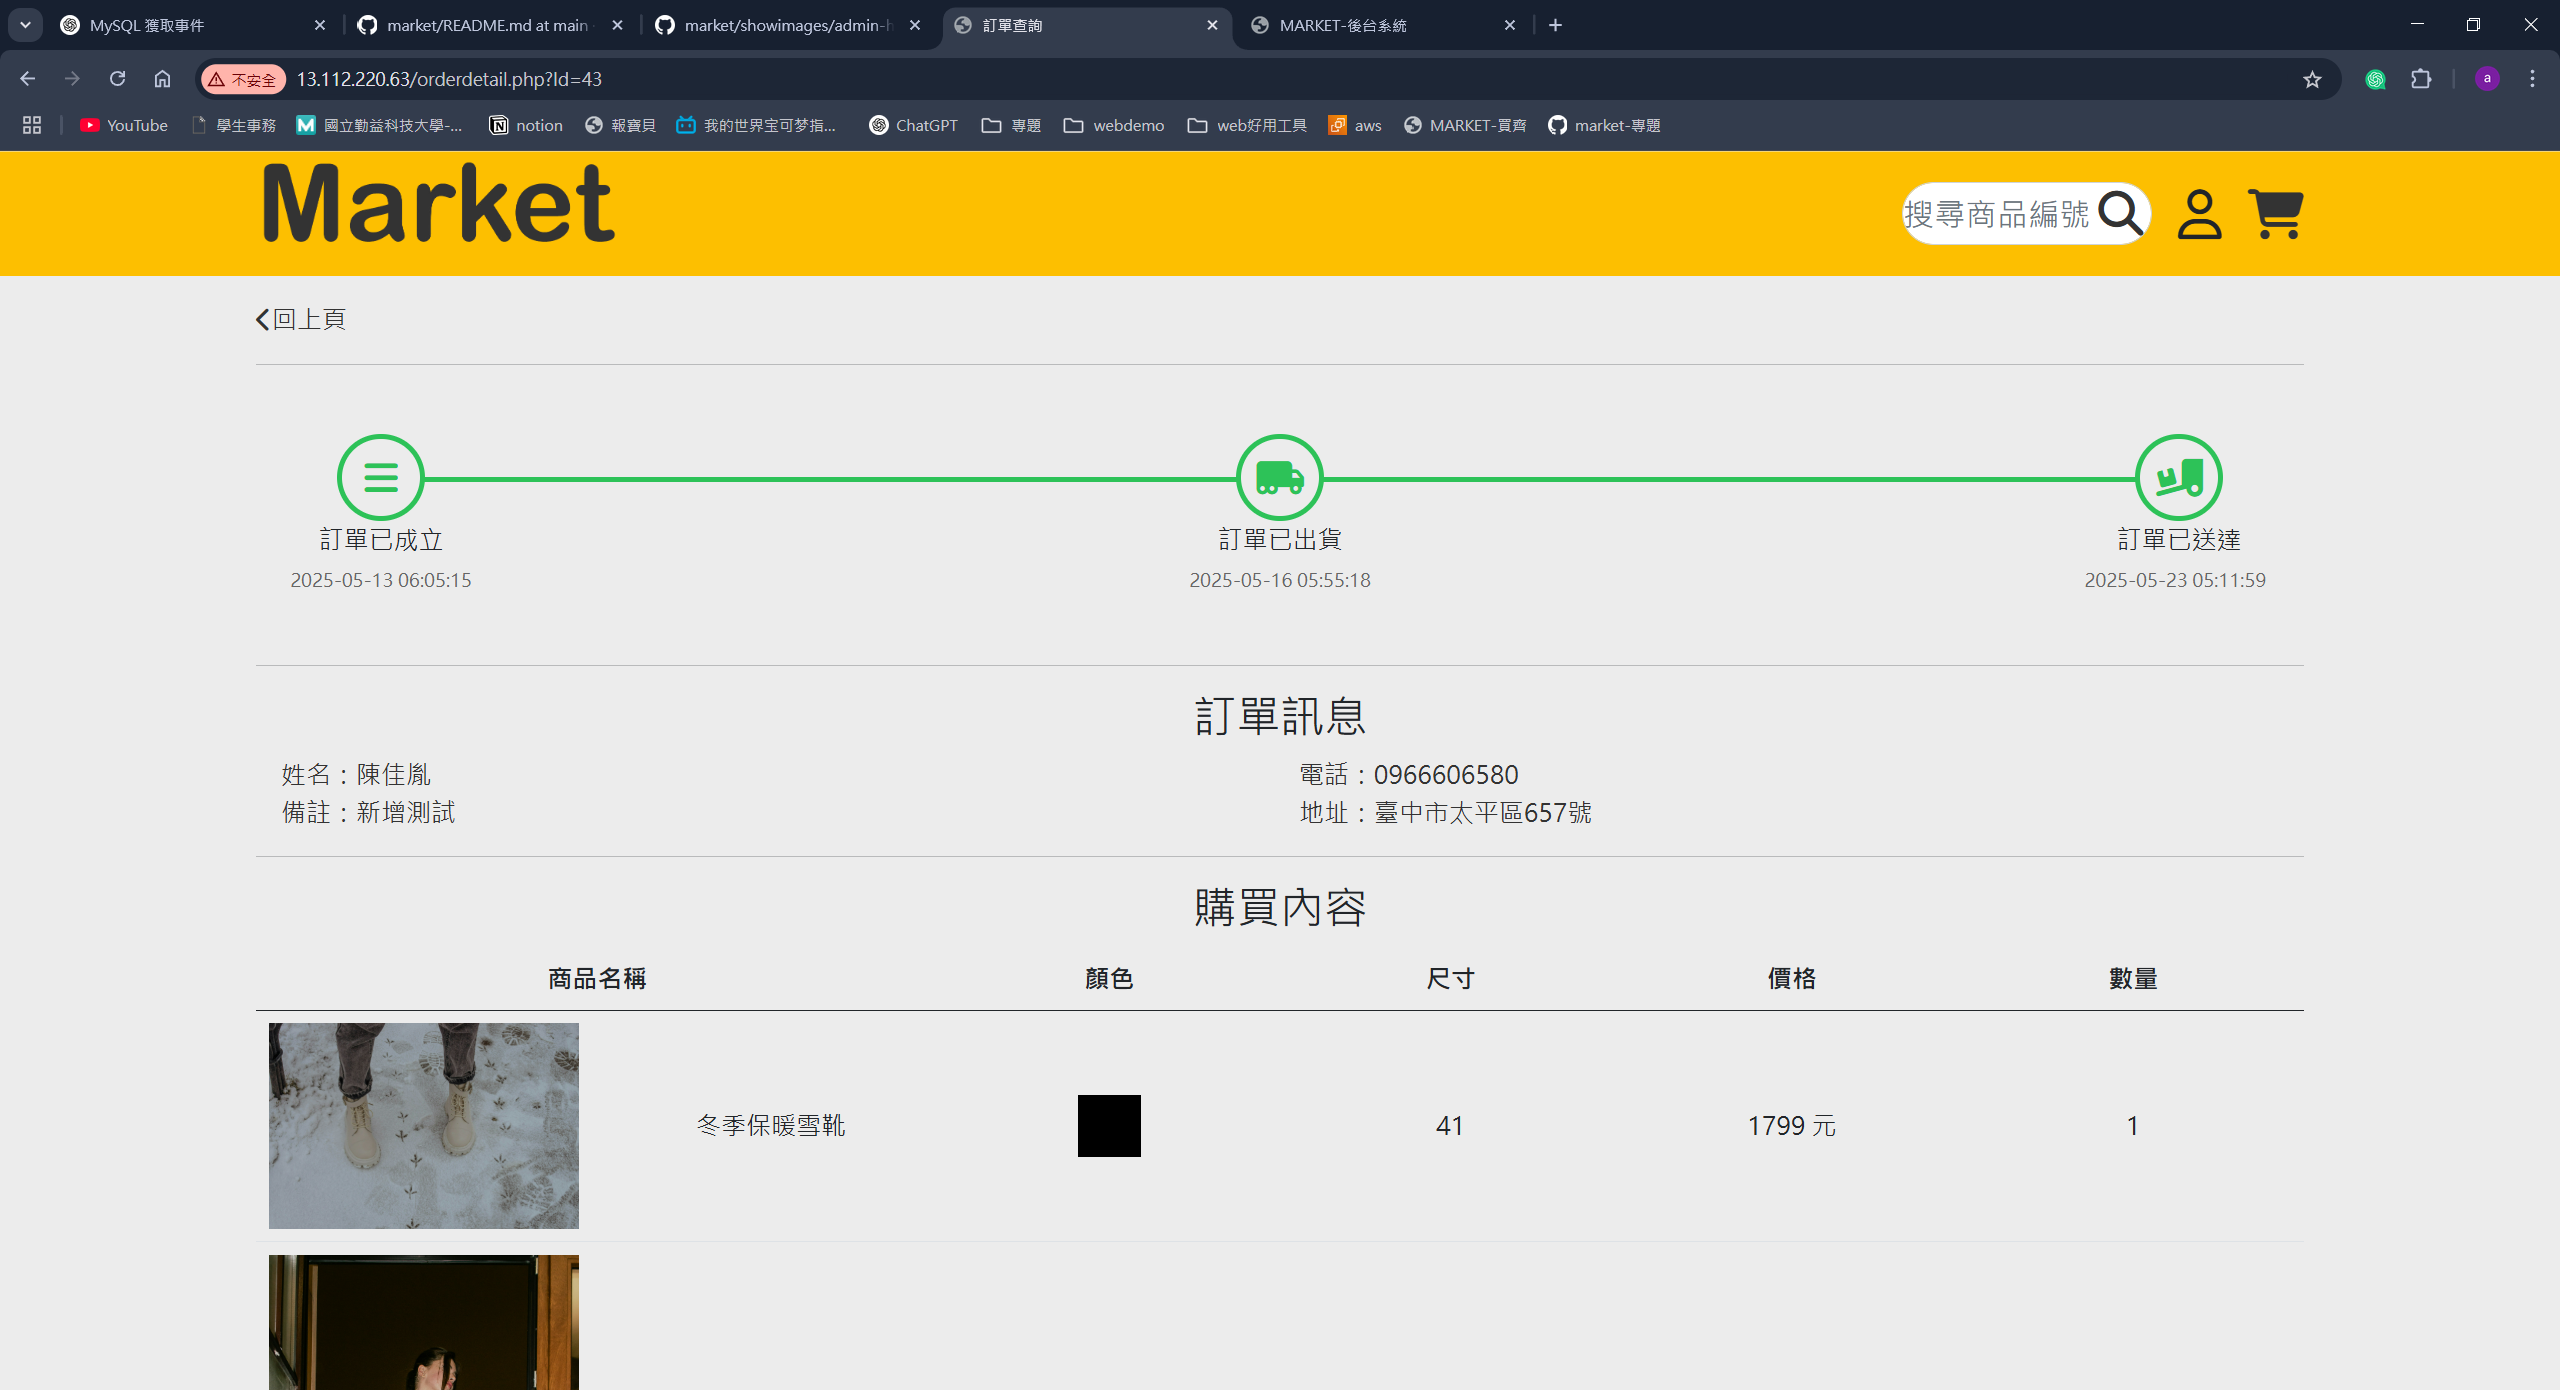 MySQL 獲取事件
market/README.md at main
market/showimages/admin-h
訂單查詢
MARKET-後台系統
不安全
13.112.220.63/orderdetail.php?Id=43
a
YouTube
學生事務
國立勤益科技大學-...
notion
報寶貝
我的世界宝可梦指...
ChatGPT
專題
webdemo
web好用工具
aws
MARKET-買齊
market-專題
Market
搜尋商品編號
回上頁
訂單已成立
2025-05-13 06:05:15
訂單已出貨
2025-05-16 05:55:18
訂單已送達
2025-05-23 05:11:59
訂單訊息
姓名：陳佳胤
電話：0966606580
備註：新增測試
地址：臺中市太平區657號
購買內容
商品名稱 顏色 尺寸 價格 數量
冬季保暖雪靴 41 1799 元 1